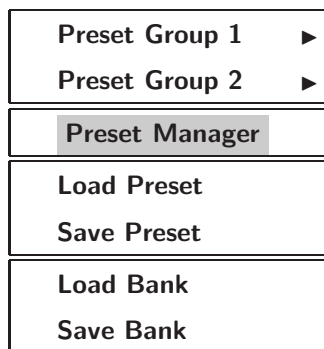 Preset Group 1 ▶
Preset Group 2 ▶
Preset Manager
Load Preset
Save Preset
Load Bank
Save Bank